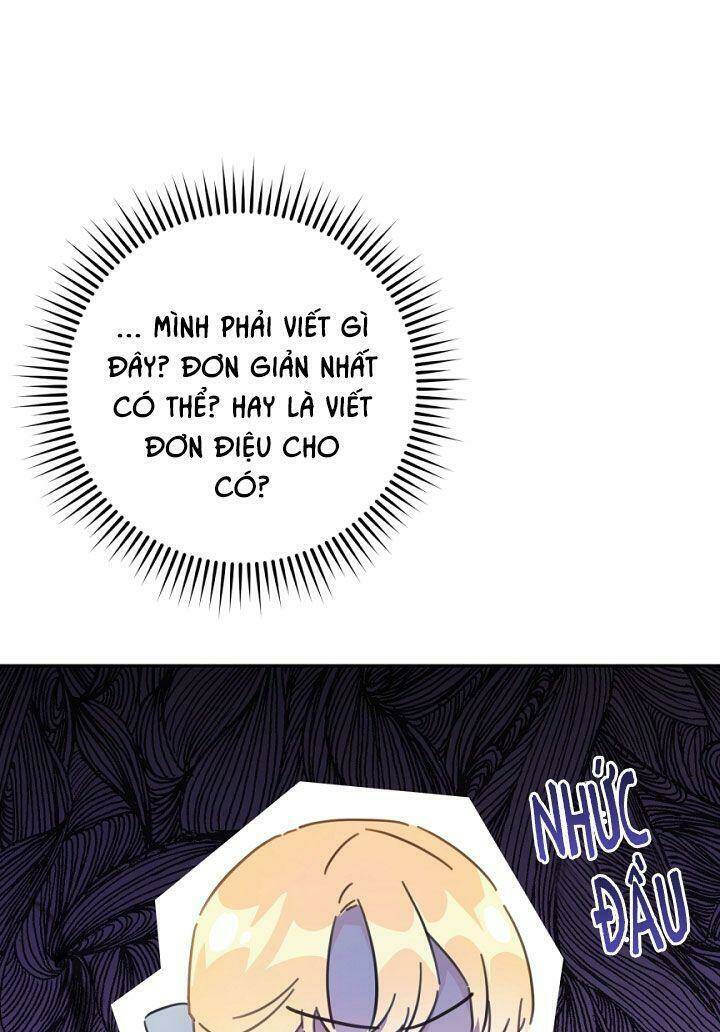 ... MÌNH PHẢI VIẾT GÌ
ĐÂY? ĐƠN GIẢN NHẤT
CÓ THỂ? HAY LÀ VIẾT
ĐƠN ĐIỆU CHO
CÓ?
NHỨC
ĐẦU